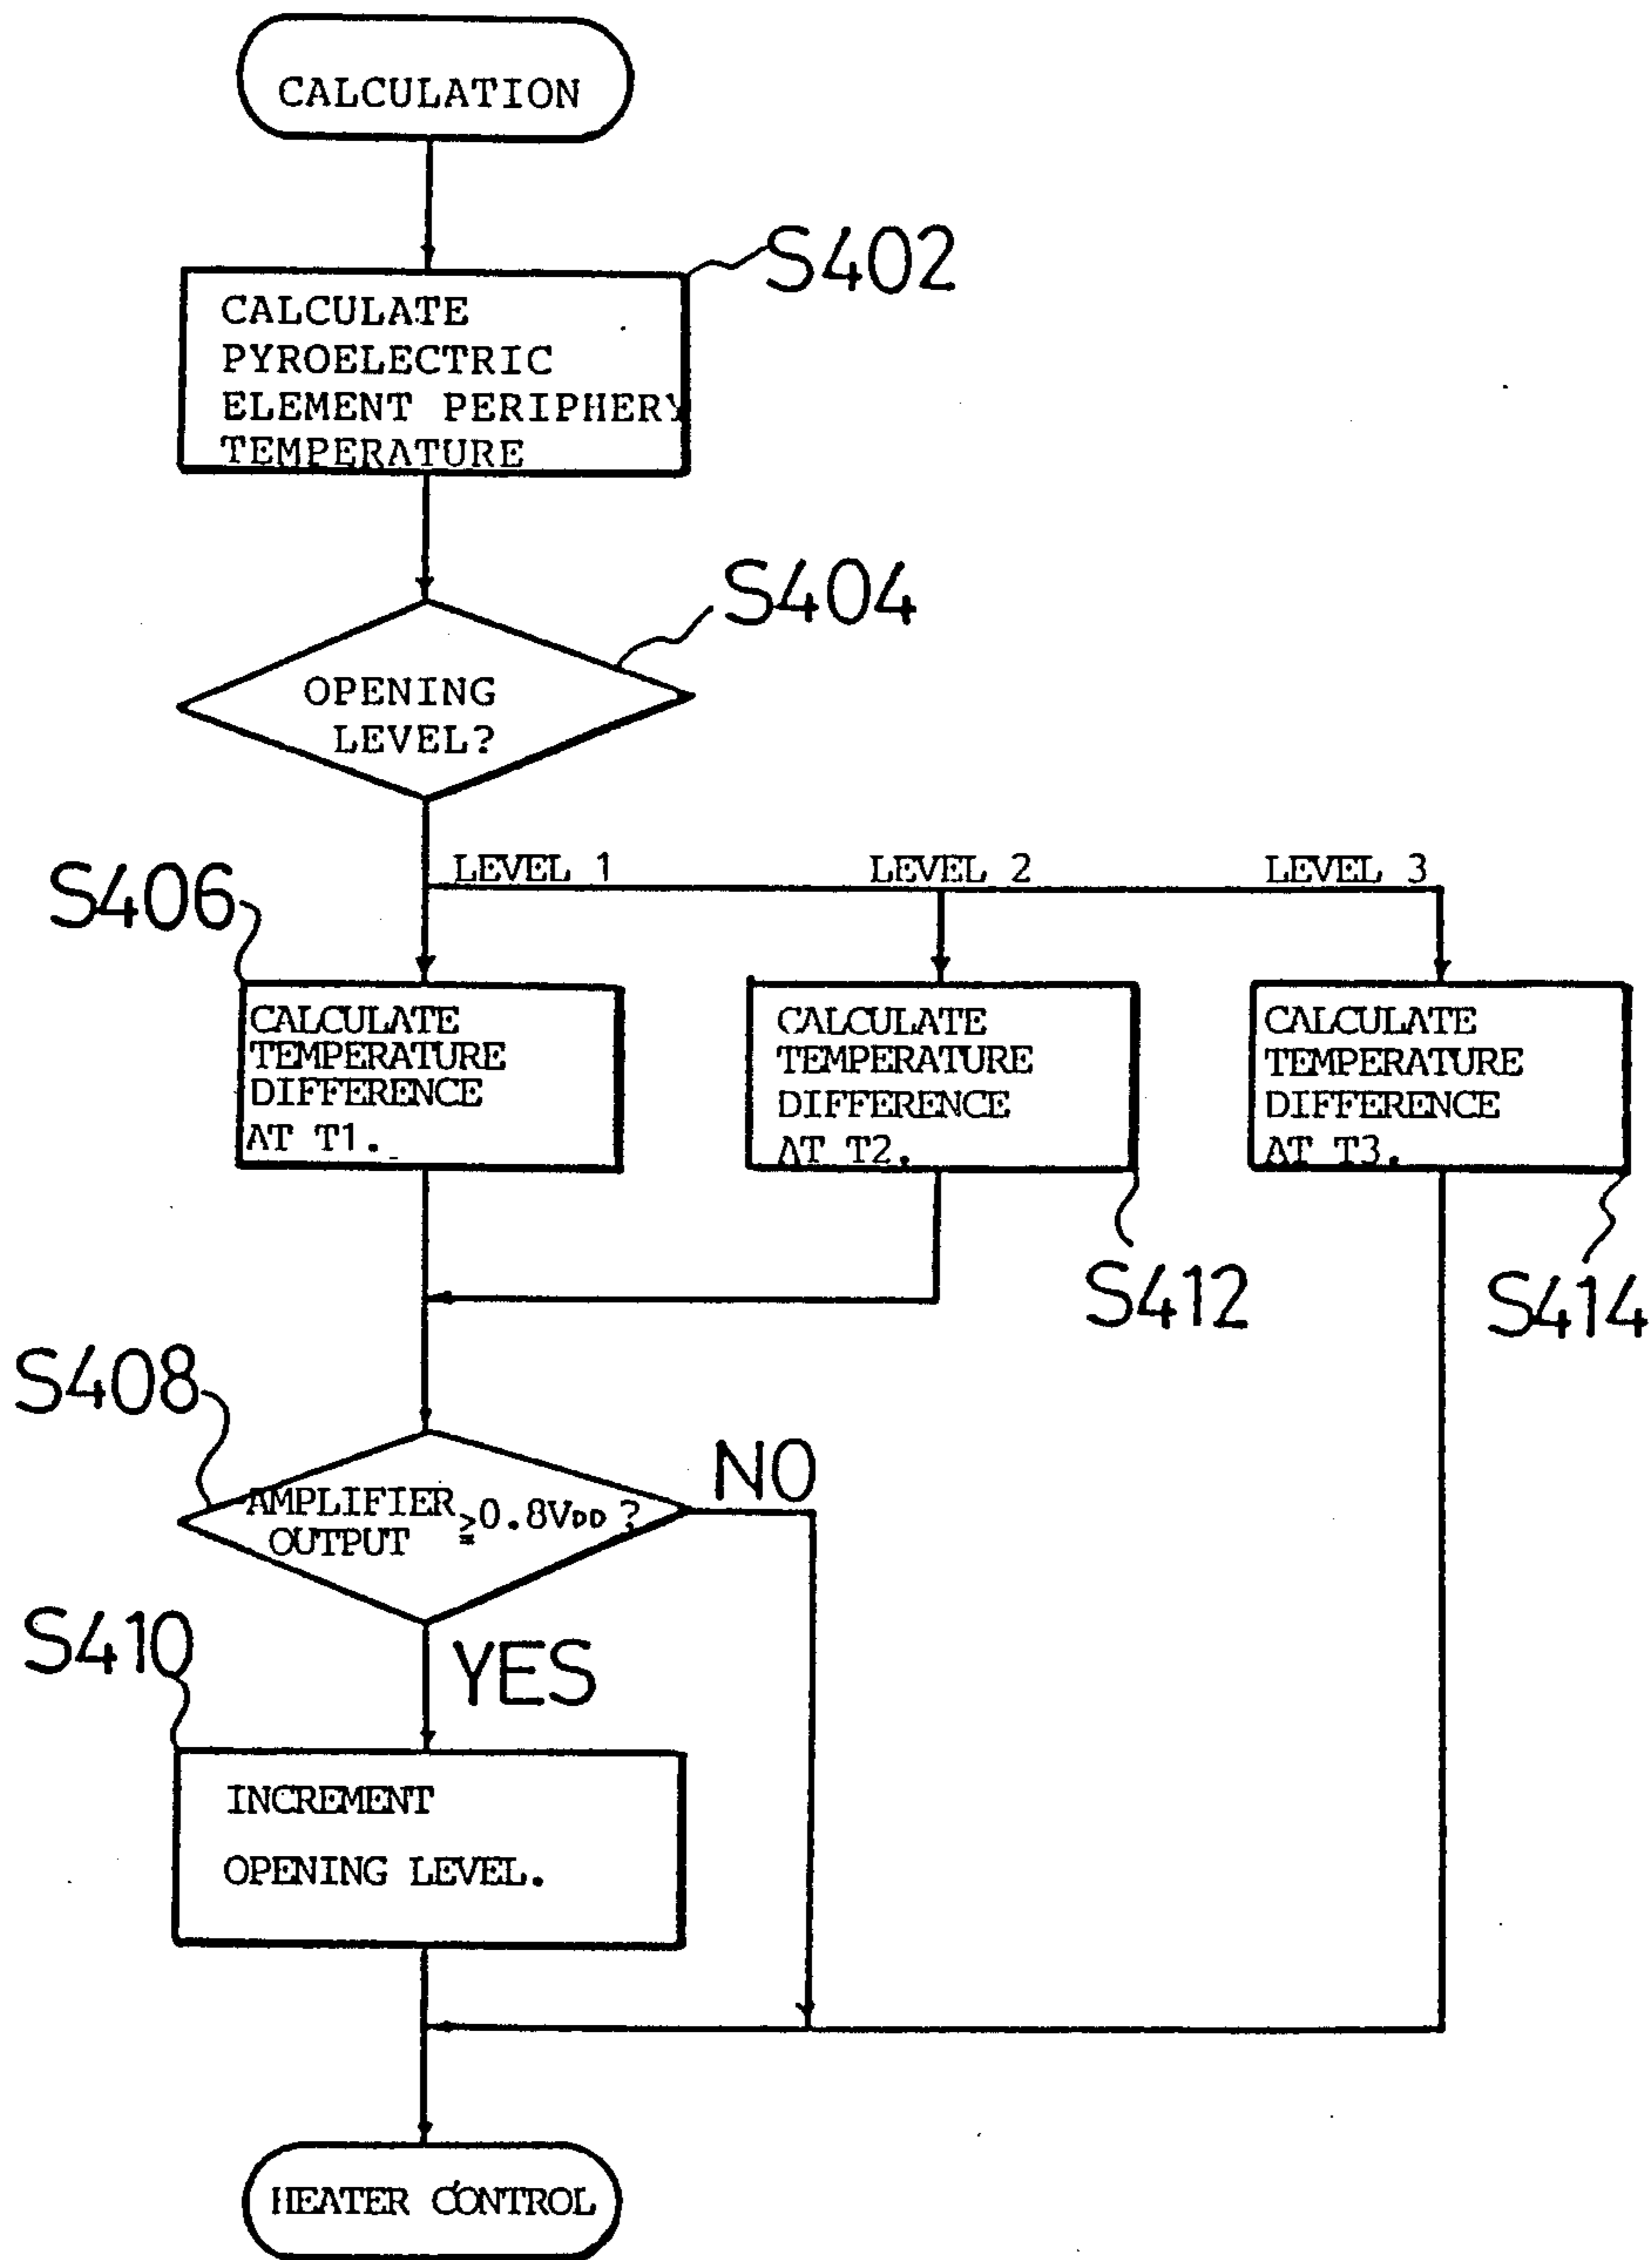 CALCULATION
S402
CALCULATE
PYROELECTRIC
ELEMENT PERIPHERY
TEMPERATURE
S404
OPENING
LEVEL?
LEVEL 1
LEVEL 2
LEVEL 3
S406
CALCULATE
TEMPERATURE
DIFFERENCE
AT T1.
CALCULATE
TEMPERATURE
DIFFERENCE
AT T2.
CALCULATE
TEMPERATURE
DIFFERENCE
AT T3.
S412
S414
S408
AMPLIFIER
OUTPUT ≧0.8VDD?
NO
S410
YES
INCREMENT
OPENING LEVEL.
HEATER CONTROL